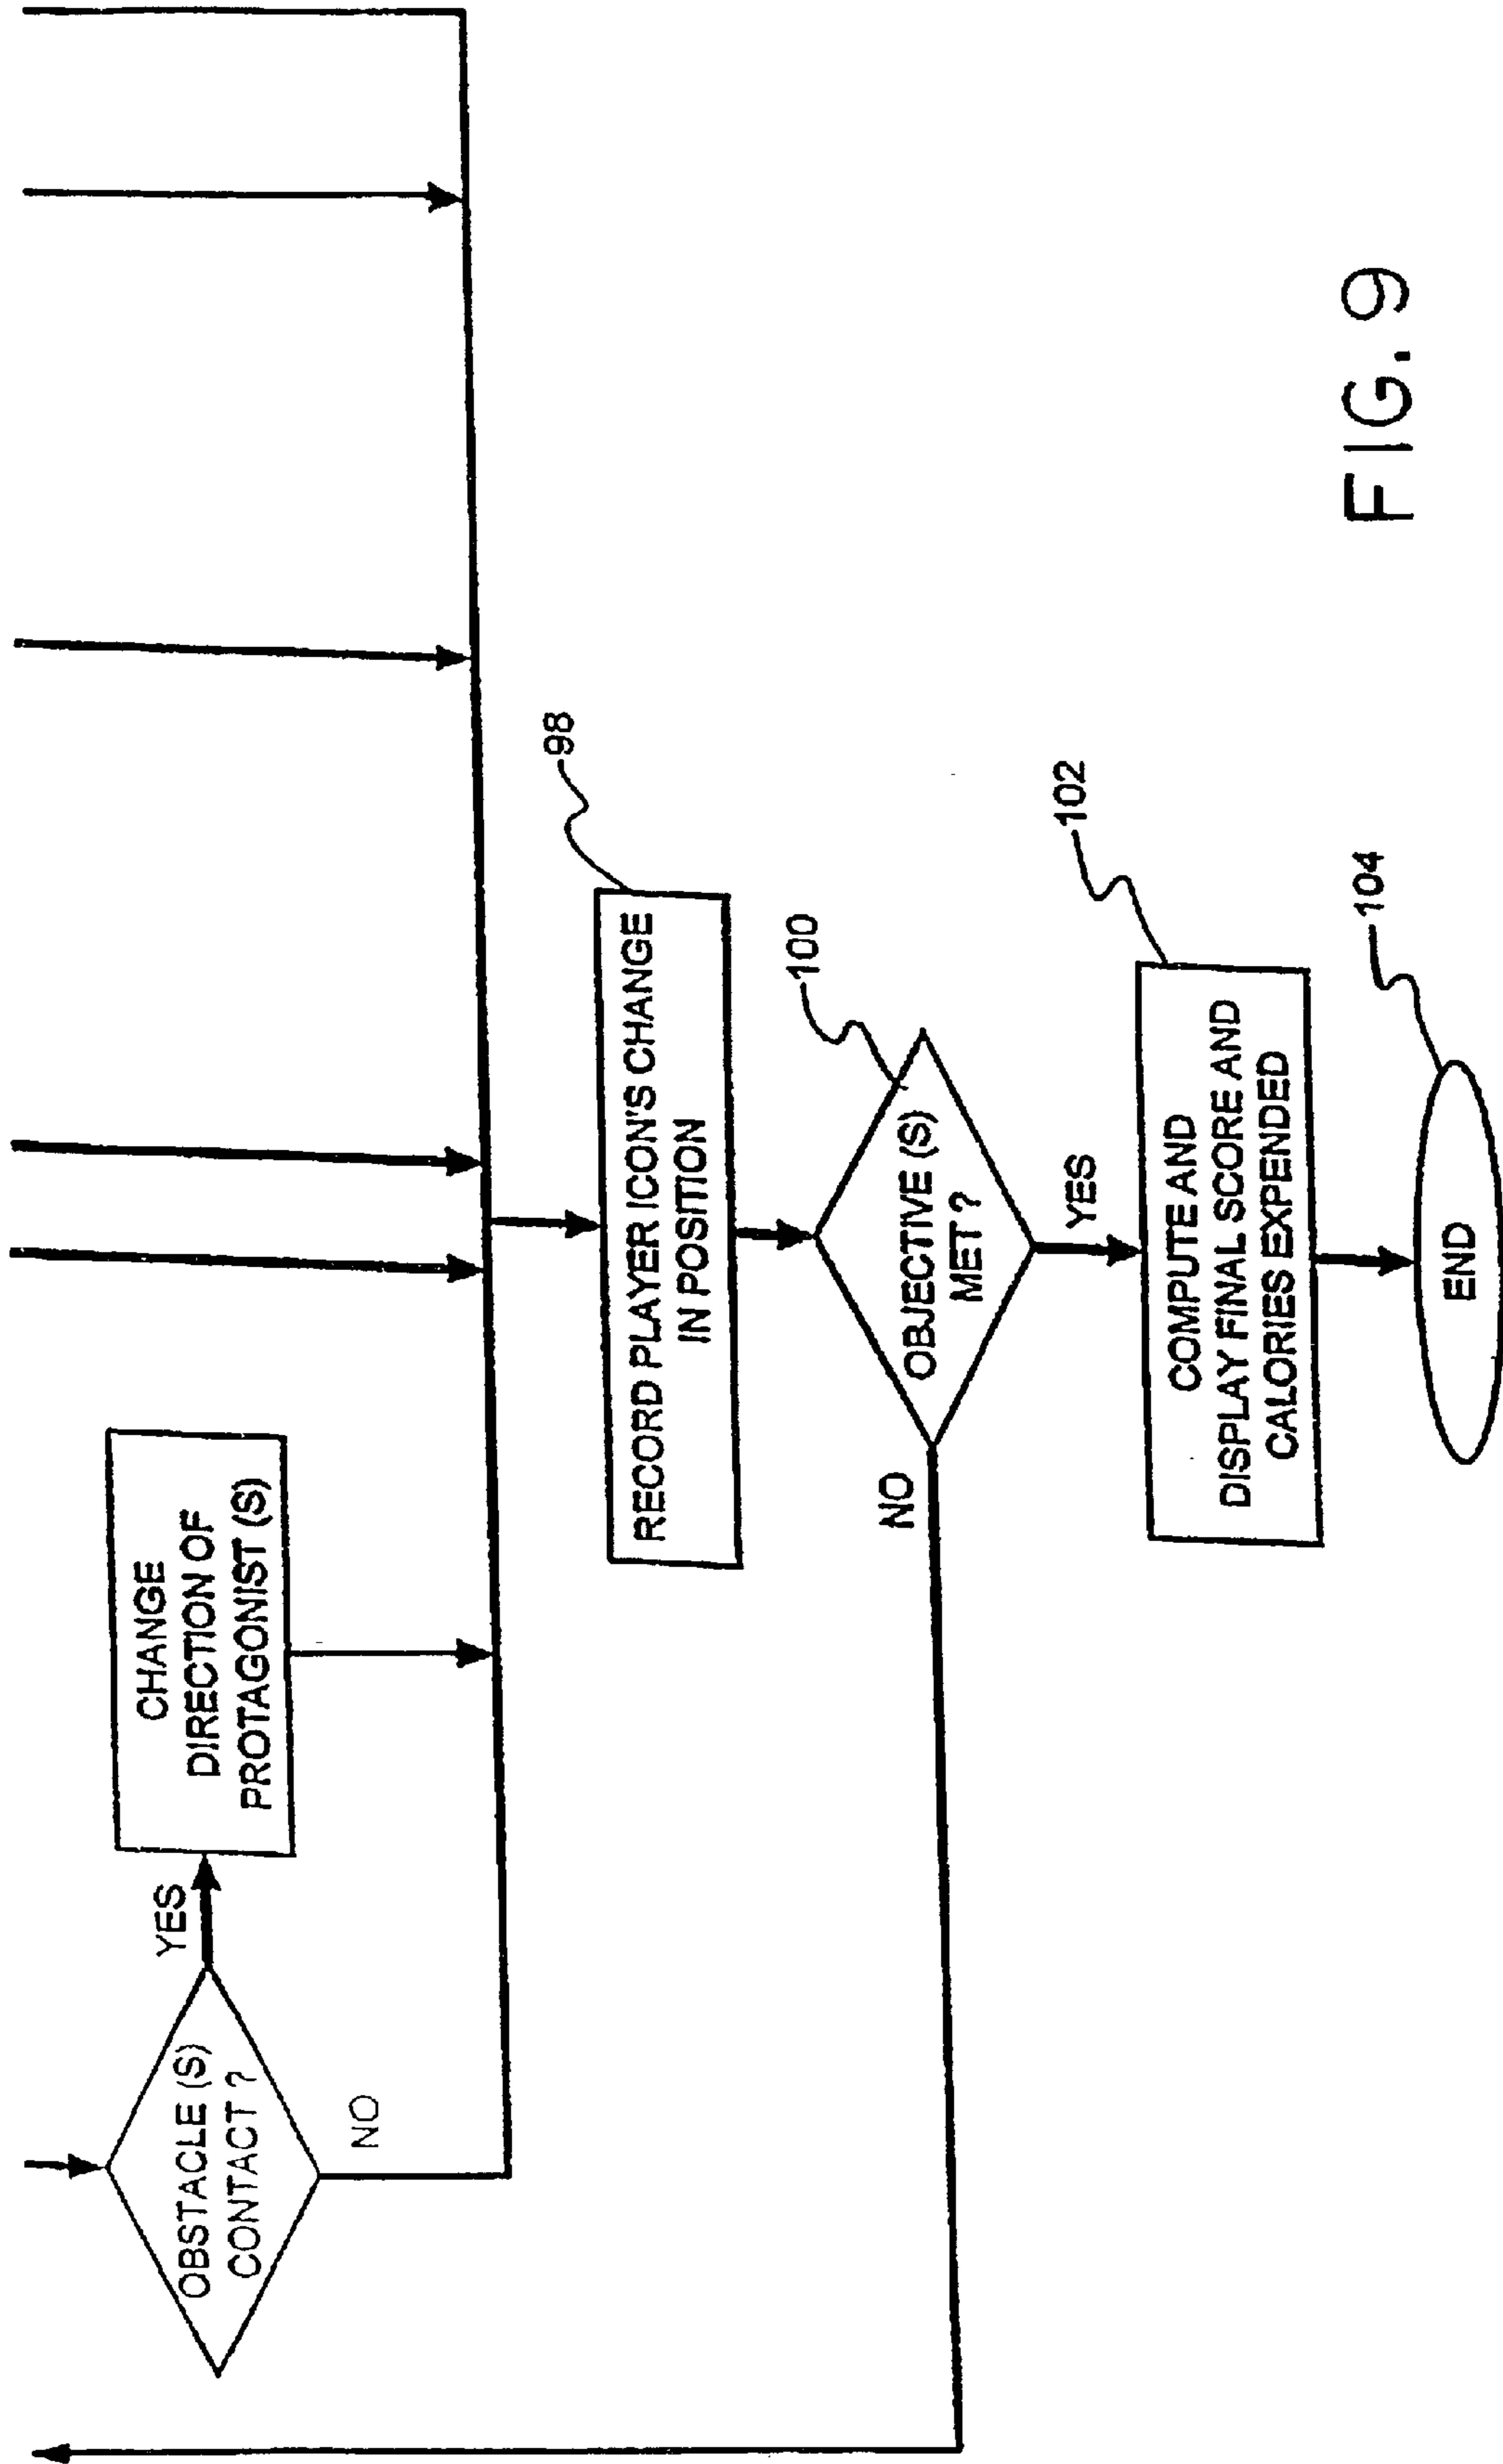 OBSTACLE (S)
CONTACT ?
YES
NO
CHANGE
DIRECTION OF
PROTAGONIST (S)
RECORD PLAYER ICON'S CHANGE
IN POSITION
98
OBJECTIVE (S)
MET ?
100
NO
YES
COMPUTE AND
DISPLAY FINAL SCORE AND
CALORIES EXPENDED
102
END
104
FIG. 9